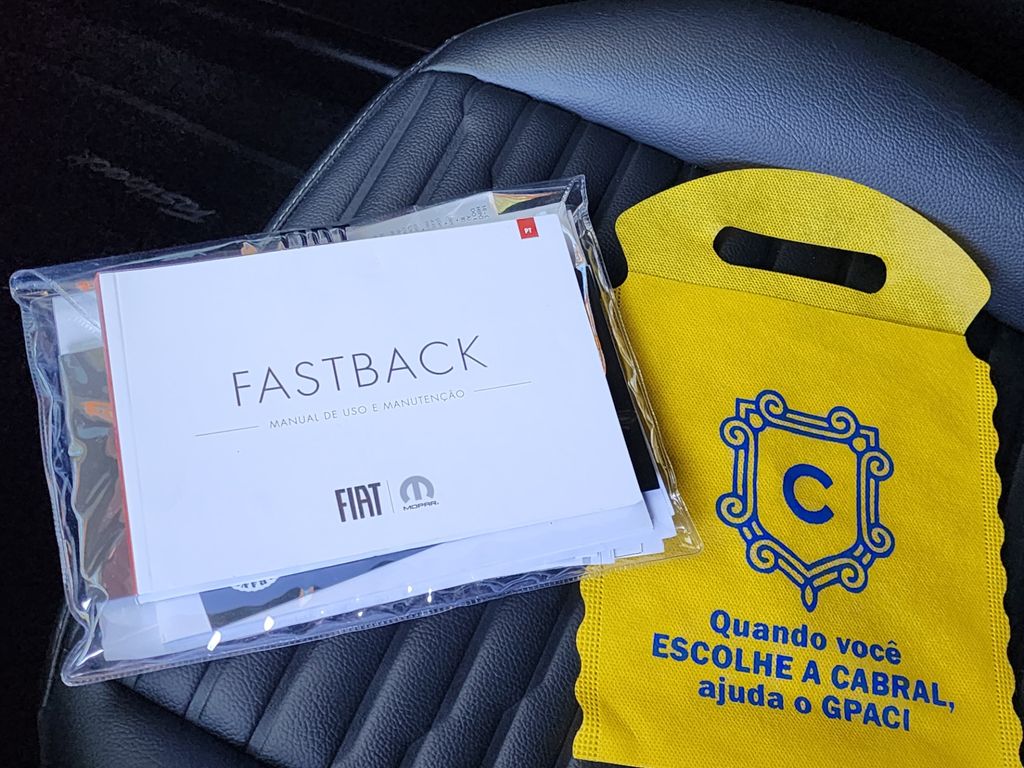 PT
FASTBACK
MANUAL DE USO E MANUTENÇÃO
FIAT
MOPAR
C
Quando você
ESCOLHE A CABRAL,
ajuda o GPACI